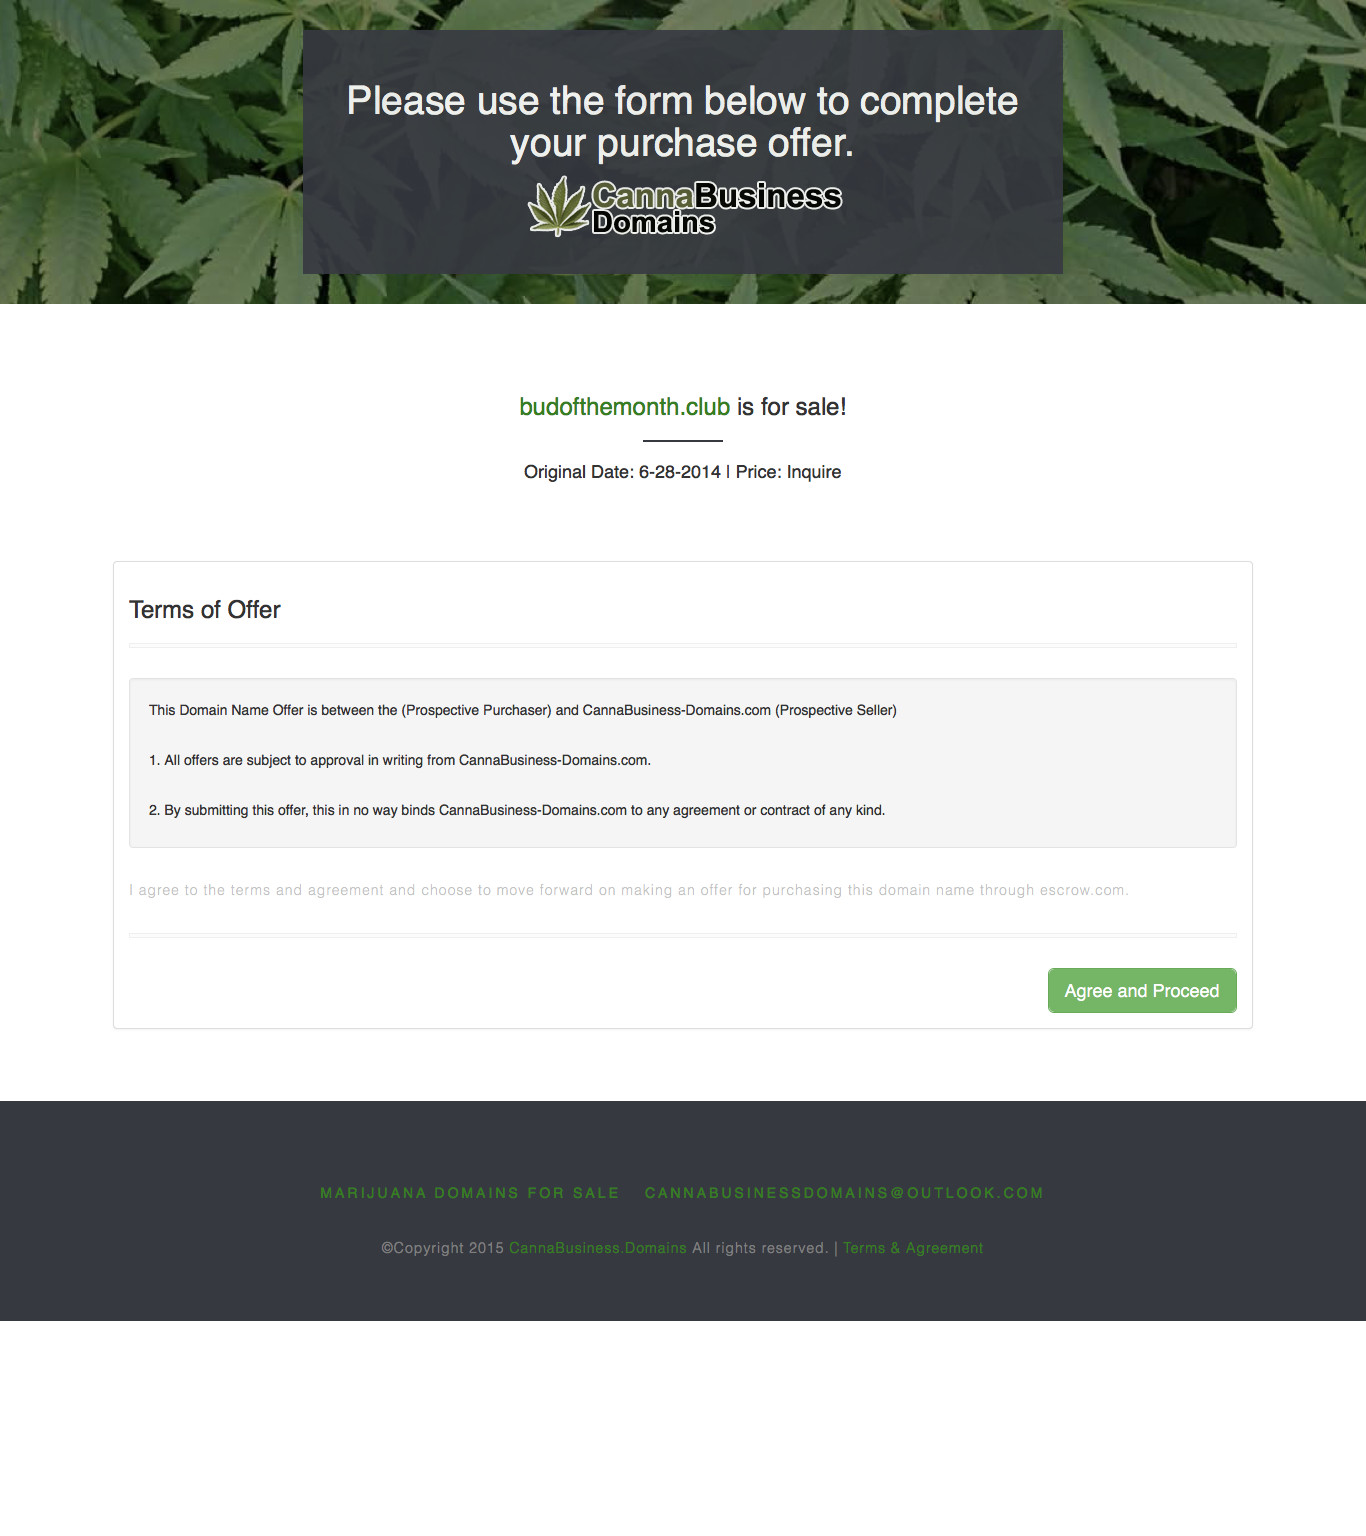 Please use the form below to complete
your purchase offer.
CannaBusiness
Domains
budofthemonth.club is for sale!
Original Date: 6-28-2014 | Price: Inquire
Terms of Offer
This Domain Name Offer is between the (Prospective Purchaser) and CannaBusiness-Domains.com (Prospective Seller)
1. All offers are subject to approval in writing from CannaBusiness-Domains.com.
2. By submitting this offer, this in no way binds CannaBusiness-Domains.com to any agreement or contract of any kind.
I agree to the terms and agreement and choose to move forward on making an offer for purchasing this domain name through escrow.com.
Agree and Proceed
MARIJUANA DOMAINS FOR SALE CANNABUSINESSDOMAINS@OUTLOOK.COM
©Copyright 2015 CannaBusiness.Domains All rights reserved. | Terms & Agreement